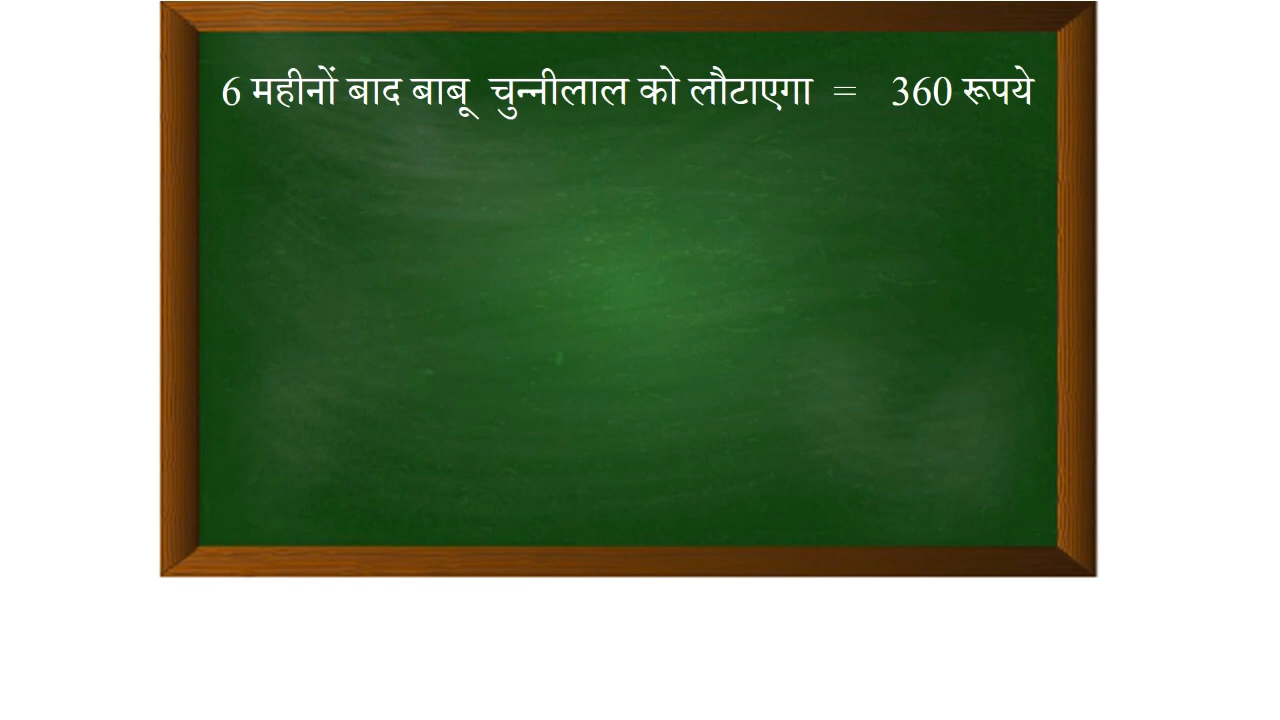 6 महीनों बाद बाबू चुन्नीलाल को लौटाएगा = 360 रूपये